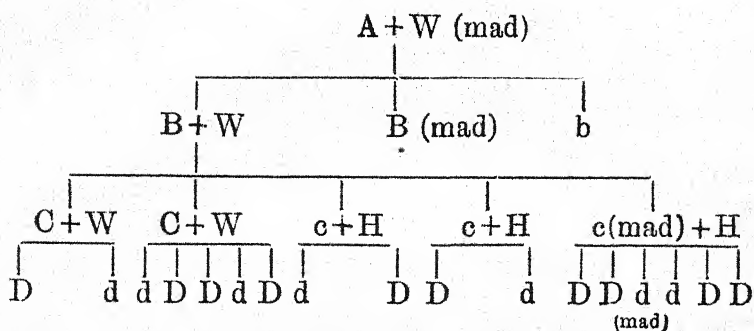 A + W (mad)
B + W B (mad) b
C + W C + W c + H c + H c (mad) + H
D d d D D d D d D D d D D d d D D
(mad)